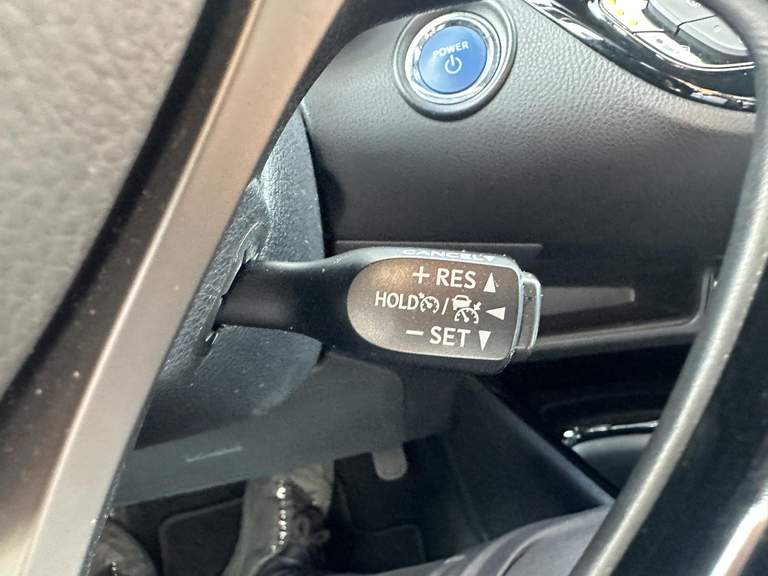 POWER
CANCEL
+ RES ▲
HOLD / ◀
− SET ▼